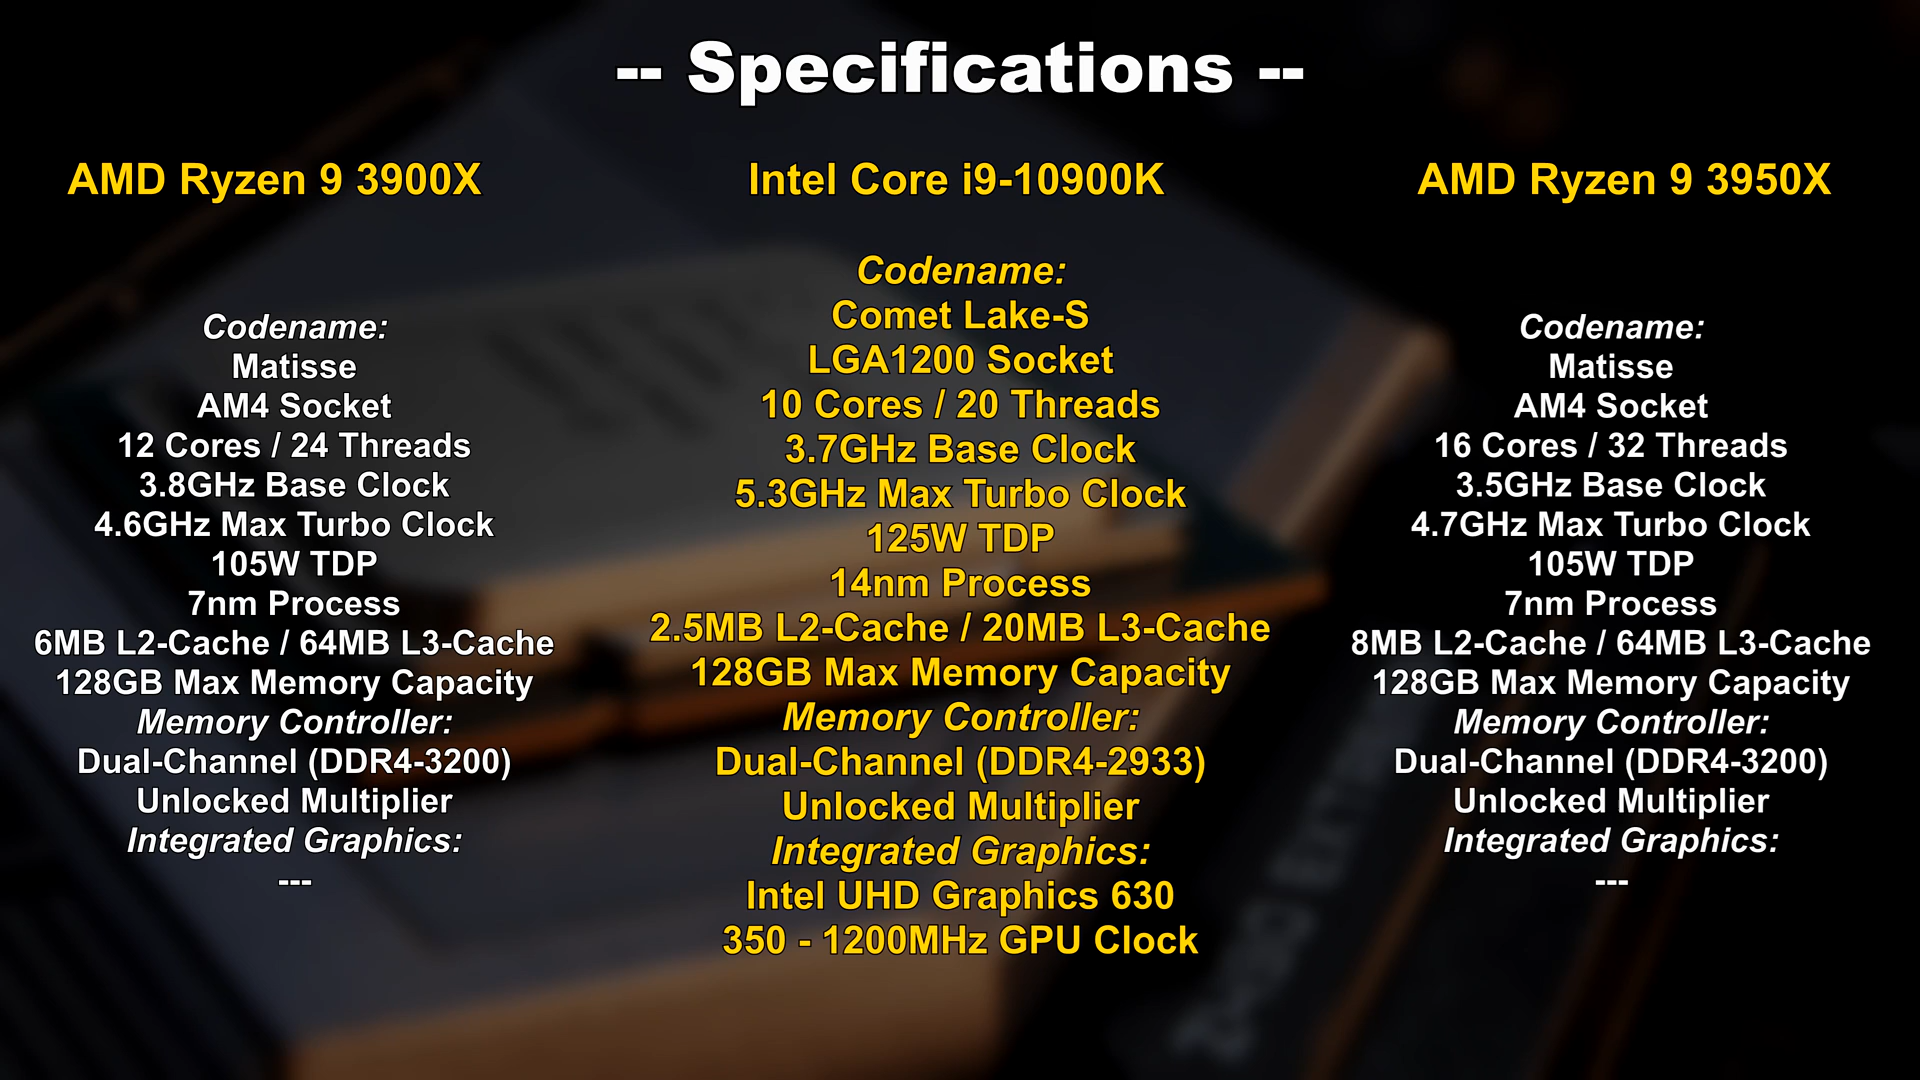 -- Specifications --
AMD Ryzen 9 3900X
Codename:
Matisse
AM4 Socket
12 Cores / 24 Threads
3.8GHz Base Clock
4.6GHz Max Turbo Clock
105W TDP
7nm Process
6MB L2-Cache / 64MB L3-Cache
128GB Max Memory Capacity
Memory Controller:
Dual-Channel (DDR4-3200)
Unlocked Multiplier
Integrated Graphics:
---
Intel Core i9-10900K
Codename:
Comet Lake-S
LGA1200 Socket
10 Cores / 20 Threads
3.7GHz Base Clock
5.3GHz Max Turbo Clock
125W TDP
14nm Process
2.5MB L2-Cache / 20MB L3-Cache
128GB Max Memory Capacity
Memory Controller:
Dual-Channel (DDR4-2933)
Unlocked Multiplier
Integrated Graphics:
Intel UHD Graphics 630
350 - 1200MHz GPU Clock
AMD Ryzen 9 3950X
Codename:
Matisse
AM4 Socket
16 Cores / 32 Threads
3.5GHz Base Clock
4.7GHz Max Turbo Clock
105W TDP
7nm Process
8MB L2-Cache / 64MB L3-Cache
128GB Max Memory Capacity
Memory Controller:
Dual-Channel (DDR4-3200)
Unlocked Multiplier
Integrated Graphics:
---